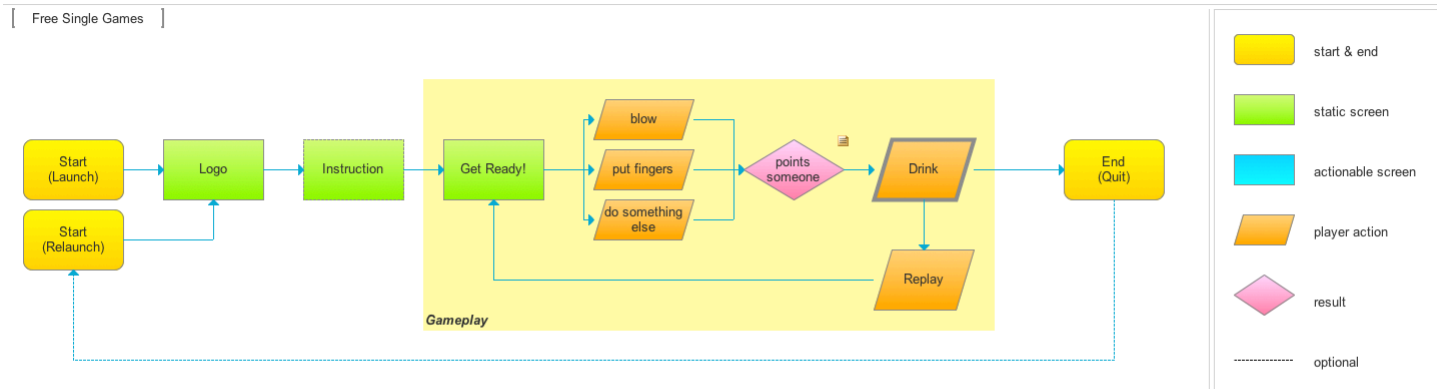 [ Free Single Games ]
Start
(Launch)
Logo
Instruction
Get Ready!
blow
put fingers
do something
else
points
someone
Drink
End
(Quit)
Start
(Relaunch)
Replay
Gameplay
start & end
static screen
actionable screen
player action
result
optional